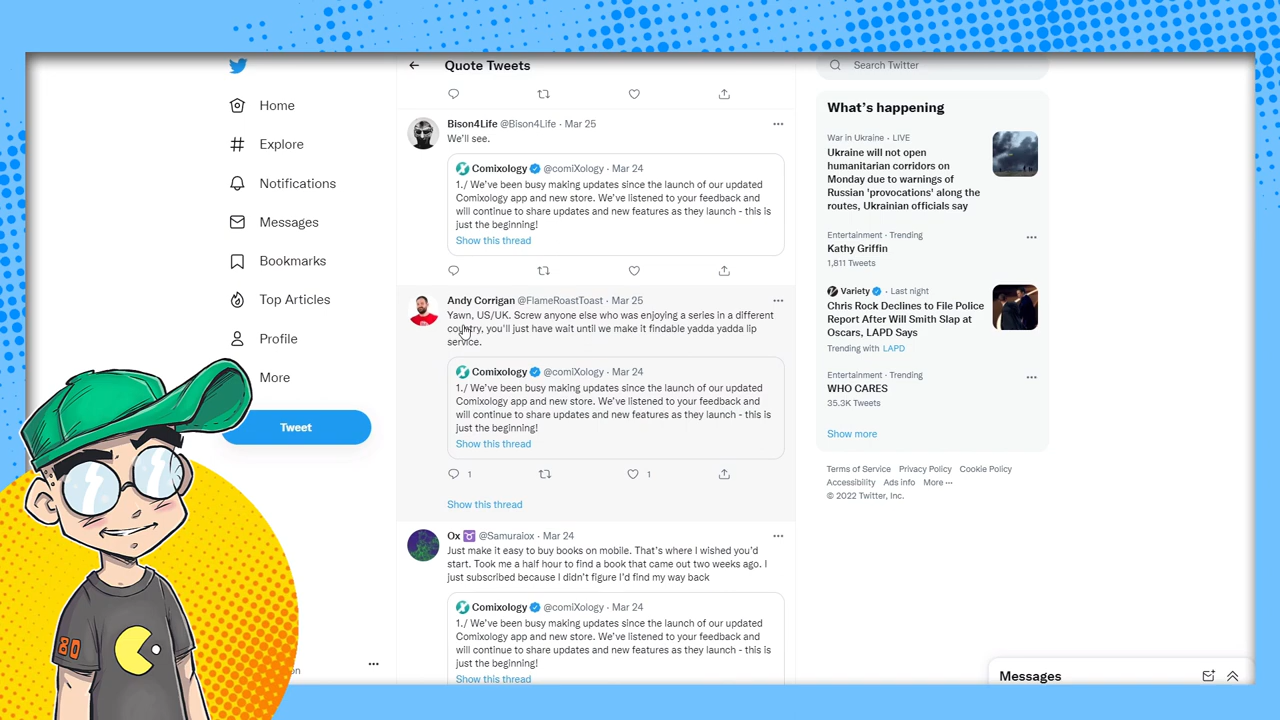 Home
Explore
Notifications
Messages
Bookmarks
Top Articles
Profile
More
Tweet
80
Quote Tweets
Bison4Life @Bison4Life · Mar 25
We'll see.
Comixology @comiXology · Mar 24
1./ We've been busy making updates since the launch of our updated
Comixology app and new store. We've listened to your feedback and
will continue to share updates and new features as they launch - this is
just the beginning!
Show this thread
Andy Corrigan @FlameRoastToast · Mar 25
Yawn, US/UK. Screw anyone else who was enjoying a series in a different
country, you'll just have wait until we make it findable yadda yadda lip
service.
Comixology @comiXology · Mar 24
1./ We've been busy making updates since the launch of our updated
Comixology app and new store. We've listened to your feedback and
will continue to share updates and new features as they launch - this is
just the beginning!
Show this thread
1 1
Show this thread
Ox ♉ @Samuraiox · Mar 24
Just make it easy to buy books on mobile. That's where I wished you'd
start. Took me a half hour to find a book that came out two weeks ago. I
just subscribed because I didn't figure I'd find my way back
Comixology @comiXology · Mar 24
1./ We've been busy making updates since the launch of our updated
Comixology app and new store. We've listened to your feedback and
will continue to share updates and new features as they launch - this is
just the beginning!
Show this thread
Search Twitter
What's happening
War in Ukraine · LIVE
Ukraine will not open
humanitarian corridors on
Monday due to warnings of
Russian 'provocations' along the
routes, Ukrainian officials say
Entertainment · Trending
Kathy Griffin
1,811 Tweets
Variety · Last night
Chris Rock Declines to File Police
Report After Will Smith Slap at
Oscars, LAPD Says
Trending with LAPD
Entertainment · Trending
WHO CARES
35.3K Tweets
Show more
Terms of Service Privacy Policy Cookie Policy
Accessibility Ads info More ···
© 2022 Twitter, Inc.
Messages